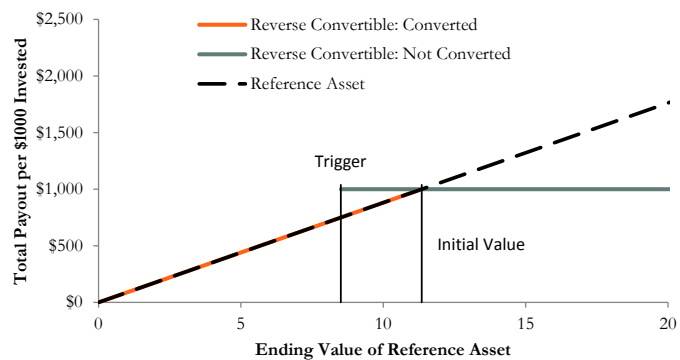 $2,500
$2,000
$1,500
$1,000
$500
$0
Total Payout per $1000 Invested
Reverse Convertible: Converted
Reverse Convertible: Not Converted
Reference Asset
Trigger
Initial Value
0
5
10
15
20
Ending Value of Reference Asset